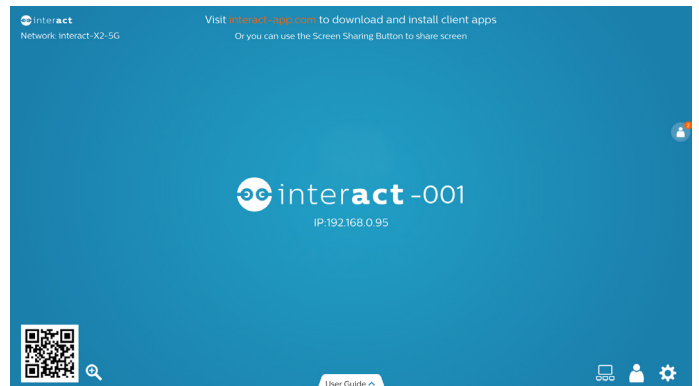 interact
Visit interact-app.com to download and install client apps
Network: interact-X2-5G
Or you can use the Screen Sharing Button to share screen
interact -001
IP:192.168.0.95
User Guide